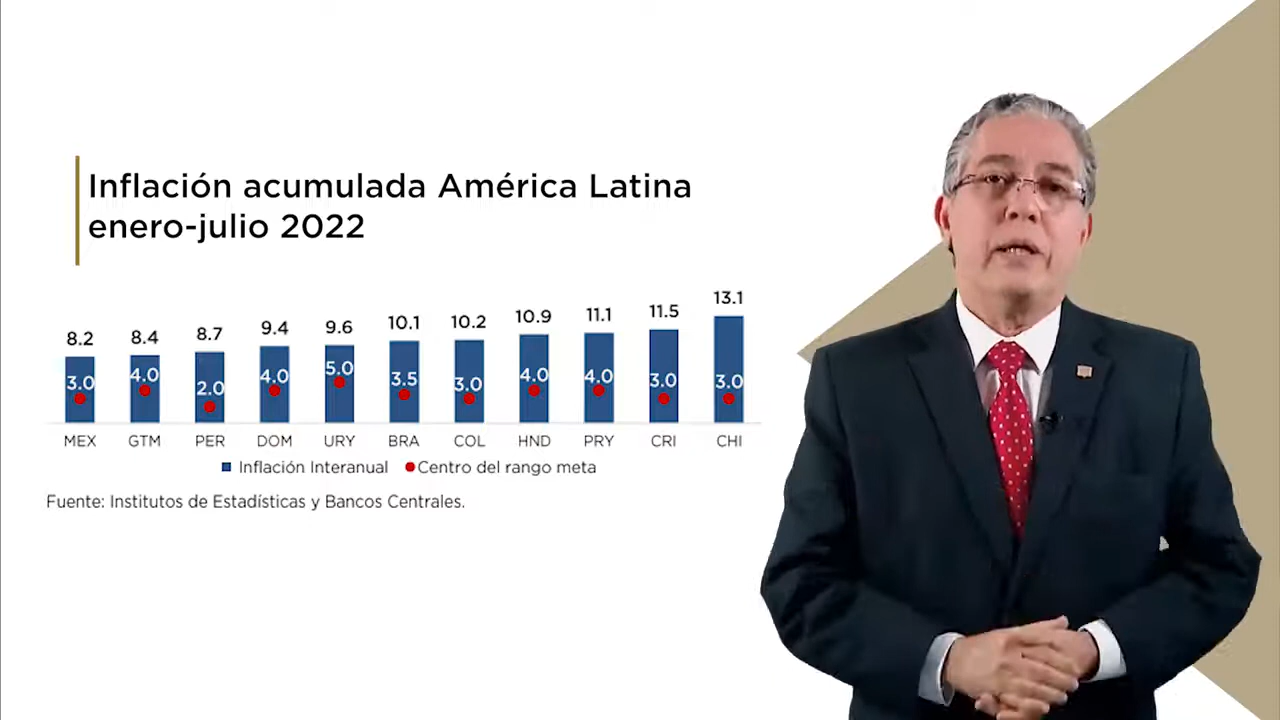 Inflación acumulada América Latina
enero-julio 2022
8.2 8.4 8.7 9.4 9.6 10.1 10.2 10.9 11.1 11.5 13.1
3.0 4.0 2.0 4.0 5.0 3.5 3.0 4.0 4.0 3.0 3.0
MEX GTM PER DOM URY BRA COL HND PRY CRI CHI
Inflación Interanual Centro del rango meta
Fuente: Institutos de Estadísticas y Bancos Centrales.